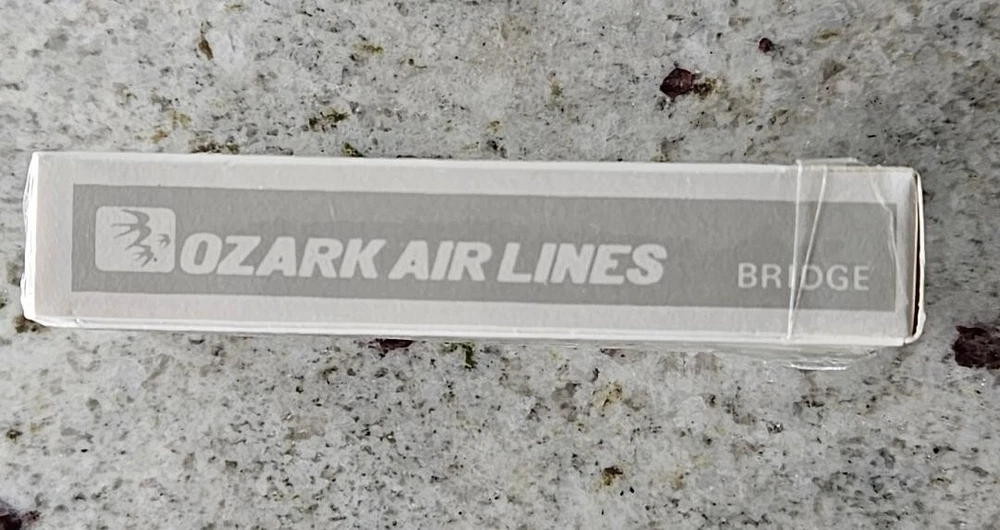 OZARK AIR LINES BRIDGE